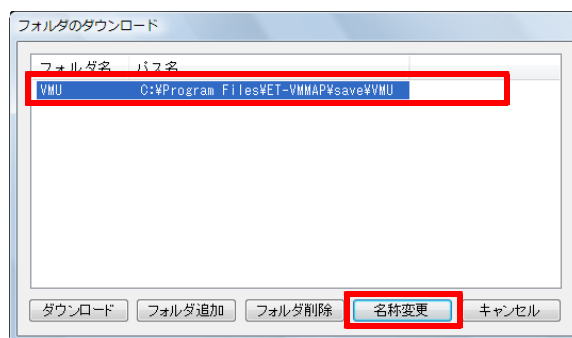 フォルダのダウンロード
フォルダ名 パス名
VMU C:¥Program Files¥ET-VMMAP¥save¥VMU
ダウンロード フォルダ追加 フォルダ削除 名称変更 キャンセル